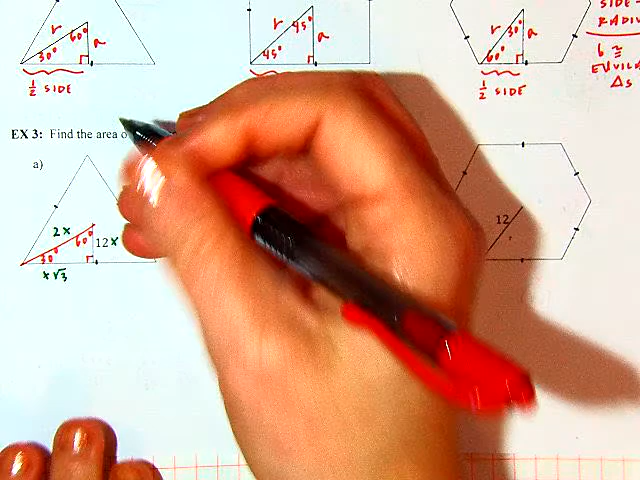 r 60° a
30°
½ SIDE
r 45° a
45°
r 30° a
60°
½ SIDE
SIDE =
RADIU
6 ≅
EQUIL
Δs
EX 3: Find the area o
a)
2x
60° 12 x
30°
x√3
12